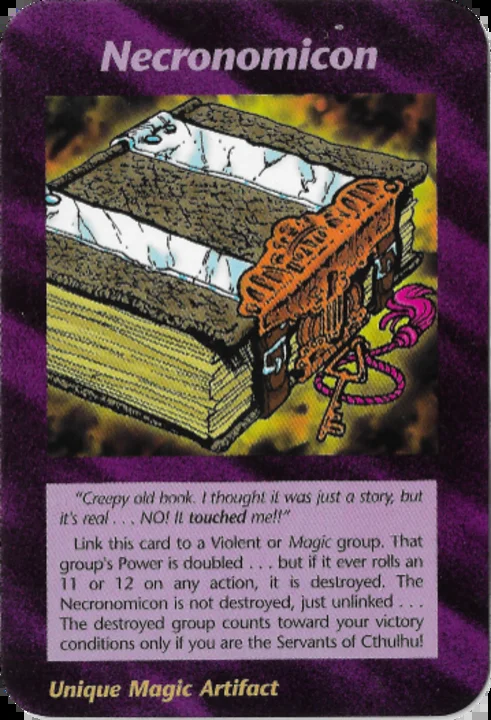 Necronomicon
"Creepy old book. I thought it was just a story, but
it's real . . . NO! It touched me!!"
Link this card to a Violent or Magic group. That
group's Power is doubled . . . but if it ever rolls an
11 or 12 on any action, it is destroyed. The
Necronomicon is not destroyed, just unlinked . . .
The destroyed group counts toward your victory
conditions only if you are the Servants of Cthulhu!
Unique Magic Artifact